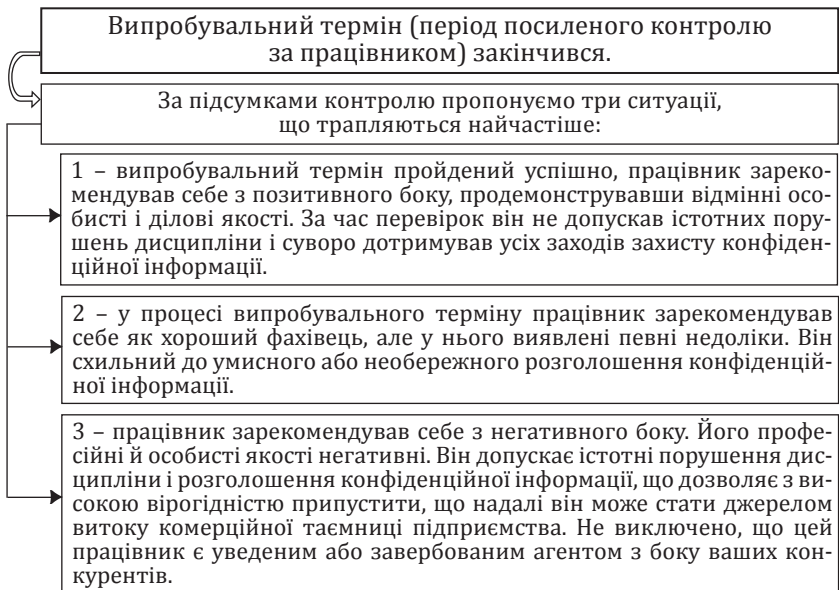 Випробувальний термін (період посиленого контролю
за працівником) закінчився.
За підсумками контролю пропонуємо три ситуації,
що трапляються найчастіше:
1 – випробувальний термін пройдений успішно, працівник зареко-
мендував себе з позитивного боку, продемонструвавши відмінні осо-
бисті і ділові якості. За час перевірок він не допускав істотних пору-
шень дисципліни і суворо дотримував усіх заходів захисту конфіден-
ційної інформації.
2 – у процесі випробувального терміну працівник зарекомендував
себе як хороший фахівець, але у нього виявлені певні недоліки. Він
схильний до умисного або необережного розголошення конфіденцій-
ної інформації.
3 – працівник зарекомендував себе з негативного боку. Його профе-
сійні й особисті якості негативні. Він допускає істотні порушення дис-
ципліни і розголошення конфіденційної інформації, що дозволяє з ви-
сокою вірогідністю припустити, що надалі він може стати джерелом
витоку комерційної таємниці підприємства. Не виключено, що цей
працівник є уведеним або завербованим агентом з боку ваших кон-
курентів.